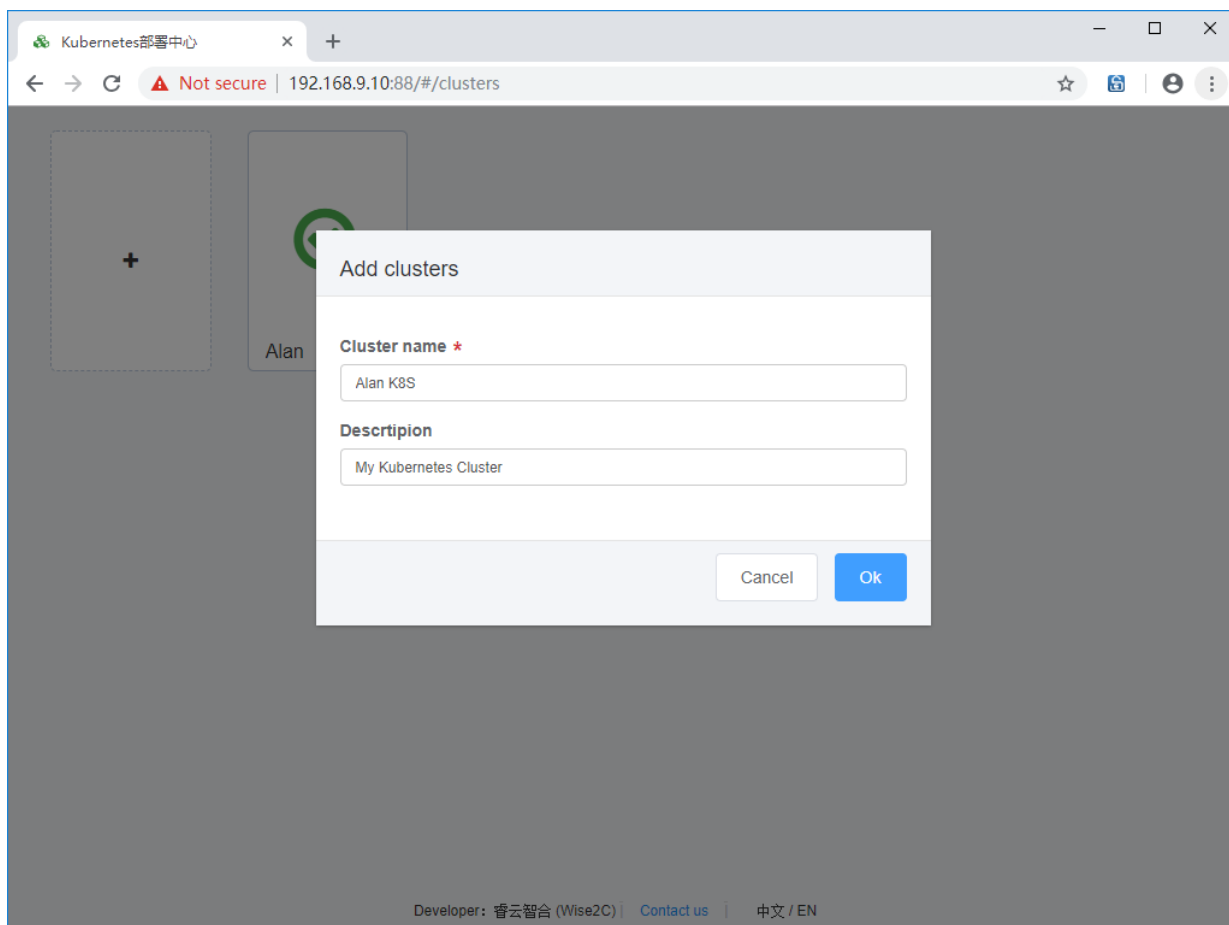 Kubernetes部署中心
Not secure 192.168.9.10:88/#/clusters
Add clusters
Alan
Cluster name *
Alan K8S
Descrtipion
My Kubernetes Cluster
Cancel Ok
Developer: 睿云智合 (Wise2C) | Contact us | 中文 / EN